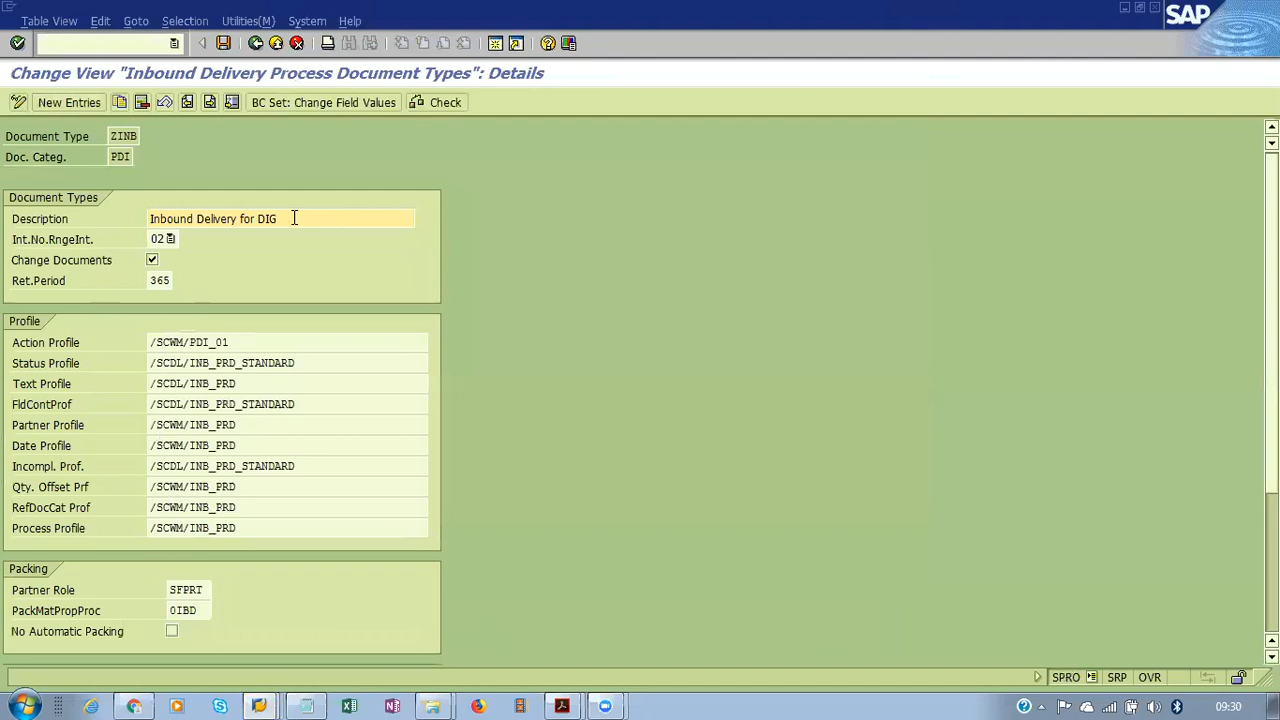 Table View Edit Goto Selection Utilities(M) System Help
SAP
Change View "Inbound Delivery Process Document Types": Details
New Entries BC Set: Change Field Values Check
Document Type ZINB
Doc. Categ. PDI
Document Types
Description Inbound Delivery for DIG
Int.No.RngeInt. 02
Change Documents
Ret.Period 365
Profile
Action Profile /SCWM/PDI_01
Status Profile /SCDL/INB_PRD_STANDARD
Text Profile /SCDL/INB_PRD
FldContProf /SCDL/INB_PRD_STANDARD
Partner Profile /SCWM/INB_PRD
Date Profile /SCWM/INB_PRD
Incompl. Prof. /SCDL/INB_PRD_STANDARD
Qty. Offset Prf /SCWM/INB_PRD
RefDocCat Prof /SCWM/INB_PRD
Process Profile /SCWM/INB_PRD
Packing
Partner Role SFPRT
PackMatPropProc 0IBD
No Automatic Packing
SPRO SRP OVR
09:30